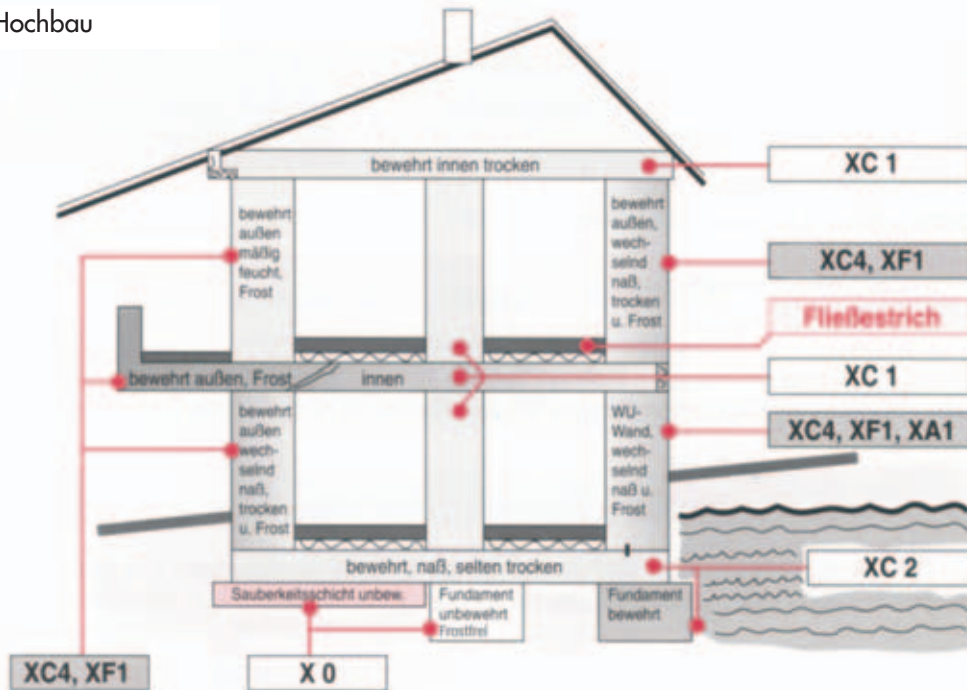 Hochbau
bewehrt innen trocken
XC 1
bewehrt
außen
mäßig
feucht,
Frost
bewehrt
außen,
wech-
selnd
naß,
trocken
u. Frost
XC4, XF1
Fließestrich
bewehrt außen, Frost
innen
XC 1
bewehrt
außen
wech-
selnd
naß,
trocken
u. Frost
WU-
Wand,
wech-
selnd
naß u.
Frost
XC4, XF1, XA1
bewehrt, naß, selten trocken
XC 2
Sauberkeitsschicht unbew.
Fundament
unbewehrt
Frostfrei
Fundament
bewehrt
XC4, XF1
X 0